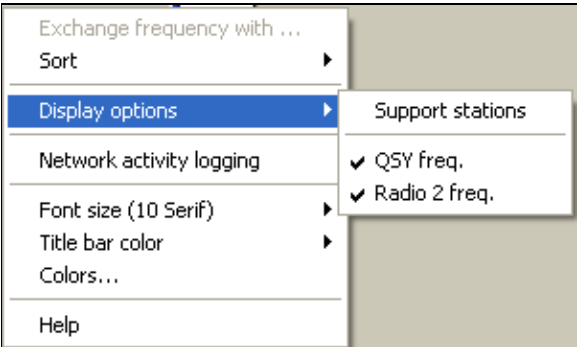 Exchange frequency with ...
Sort
Display options
Support stations
Network activity logging
QSY freq.
Radio 2 freq.
Font size (10 Serif)
Title bar color
Colors...
Help